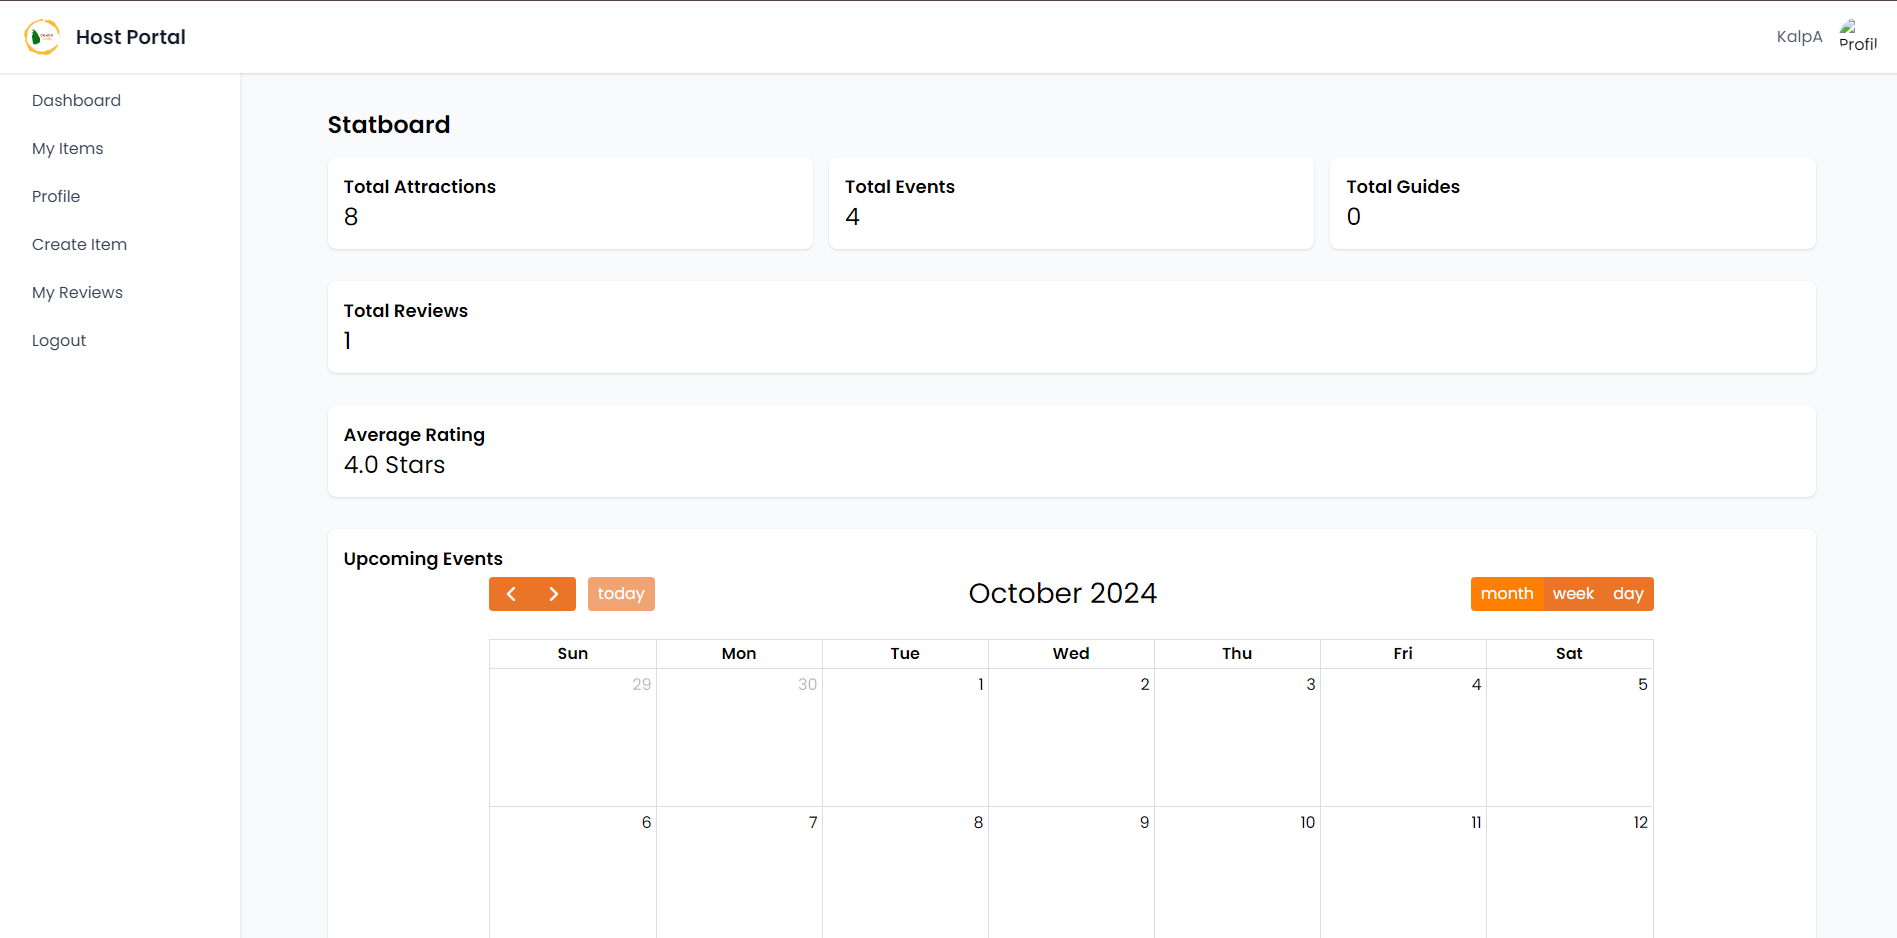 Host Portal
KalpA
Profil
Dashboard
My Items
Profile
Create Item
My Reviews
Logout
Statboard
Total Attractions
8
Total Events
4
Total Guides
0
Total Reviews
1
Average Rating
4.0 Stars
Upcoming Events
today
October 2024
month week day
Sun Mon Tue Wed Thu Fri Sat
29 30 1 2 3 4 5
6 7 8 9 10 11 12